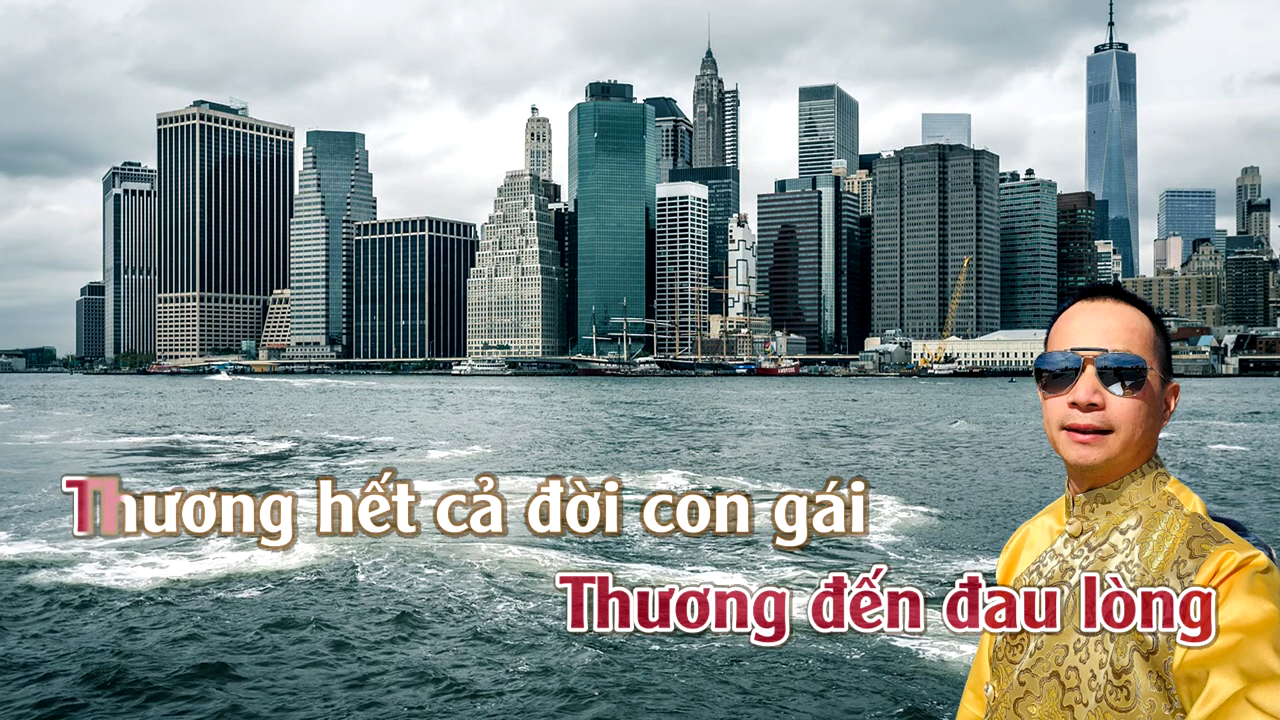 Thương hết cả đời con gái
Thương đến đau lòng